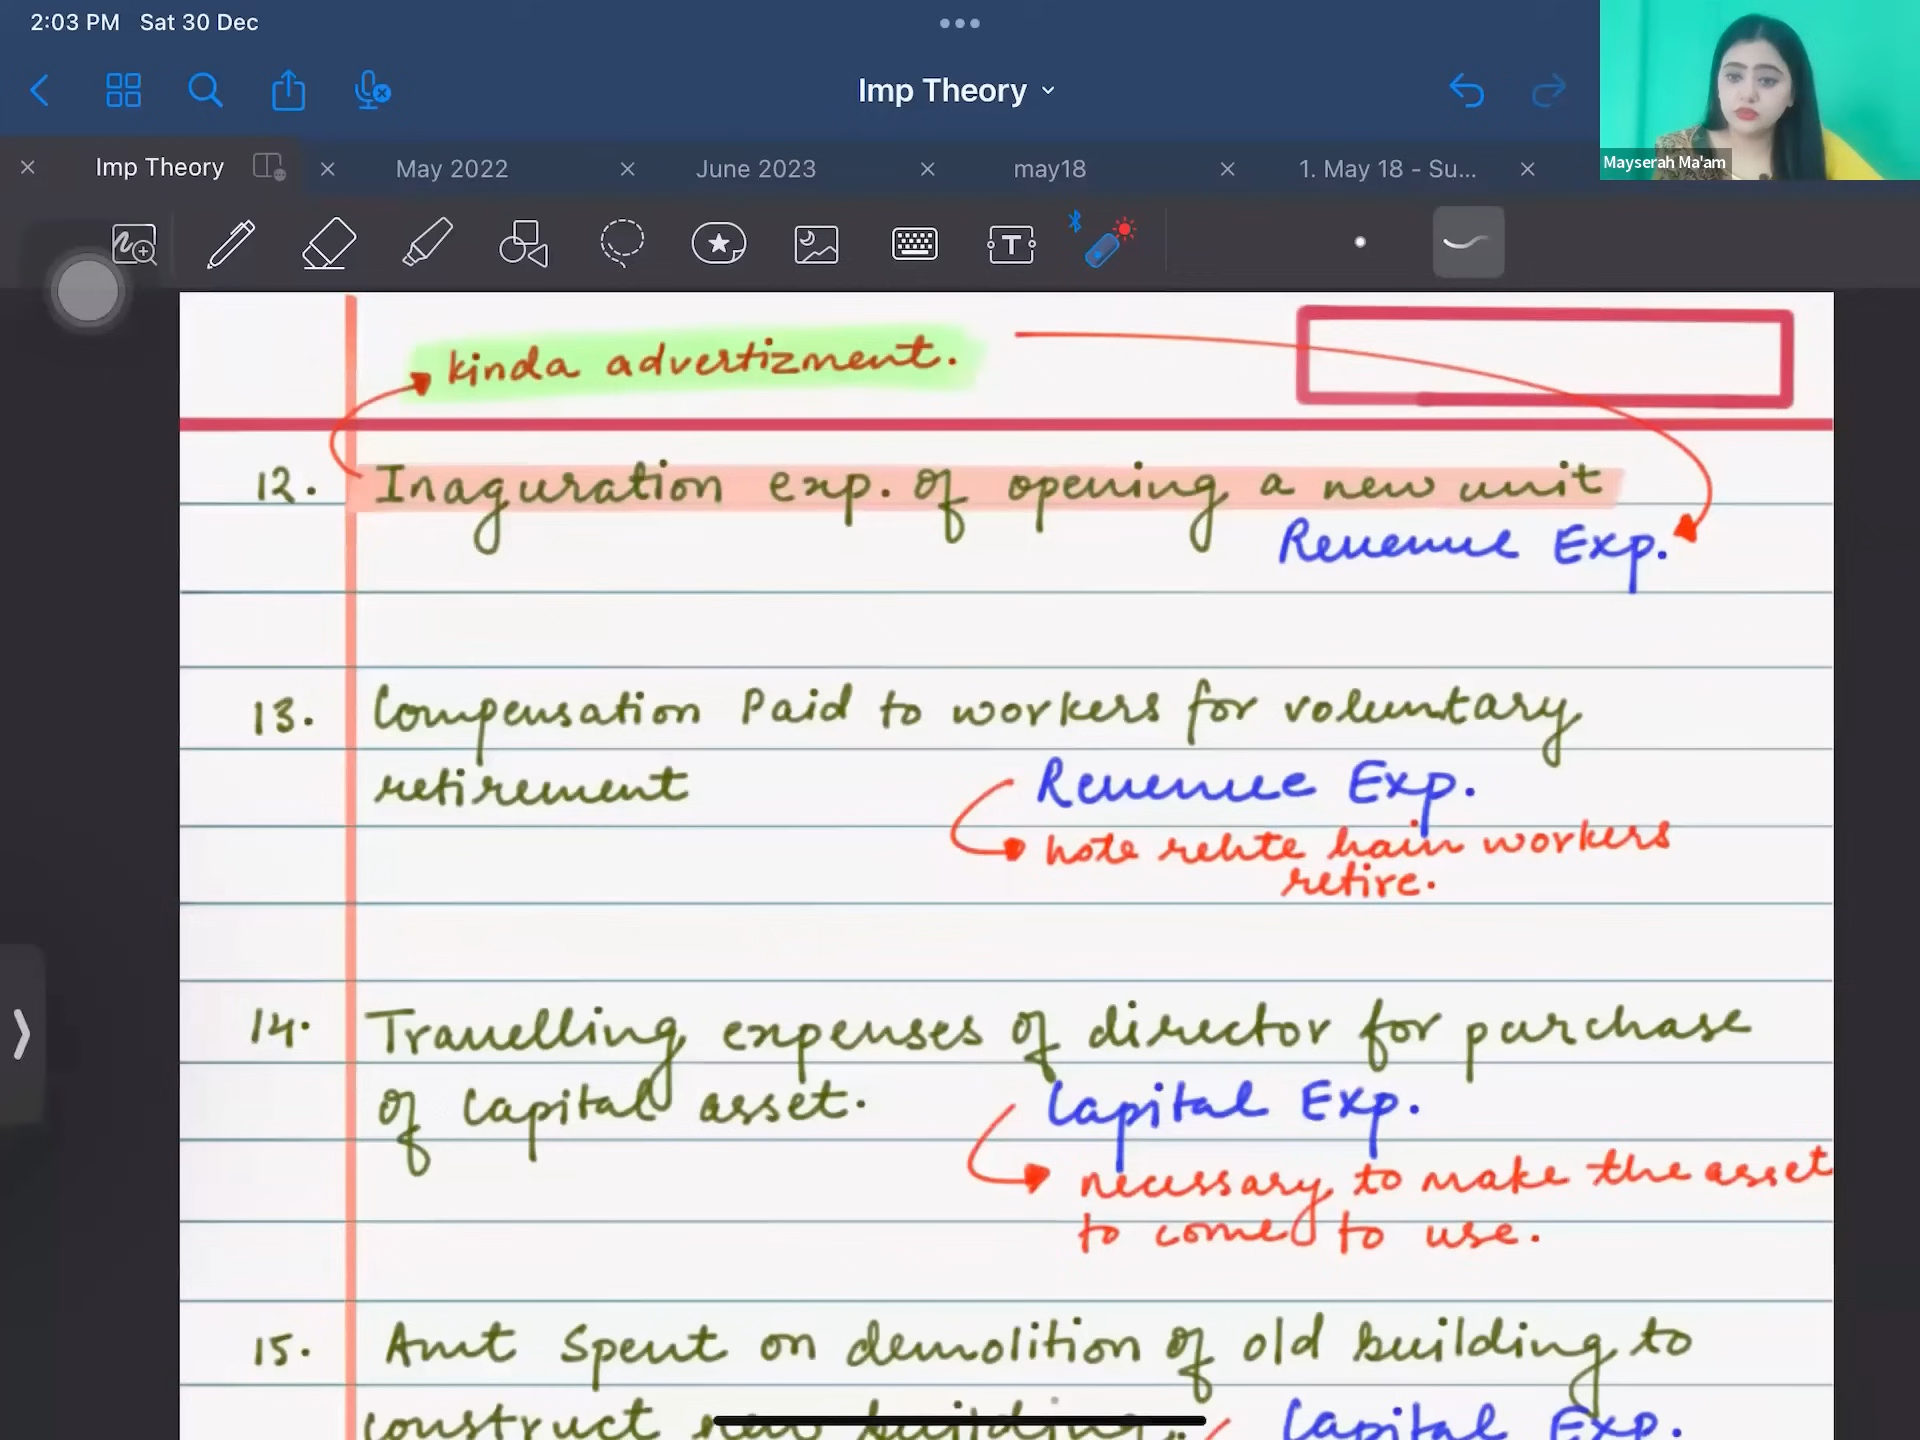 2:03 PM Sat 30 Dec
Imp Theory
Imp Theory
May 2022
June 2023
may18
1. May 18 - Su...
Mayserah Ma'am
T
kinda advertizment.
12. Inaguration exp. of opening a new unit
Revenue Exp.
13. Compensation Paid to workers for voluntary
retirement Revenue Exp.
hote rehte hain workers
retire.
14. Travelling expenses of director for purchase
of Capital asset. Capital Exp.
necessary to make the asset
to come to use.
15. Amt Spent on demolition of old building to
construct new building. Capital Exp.